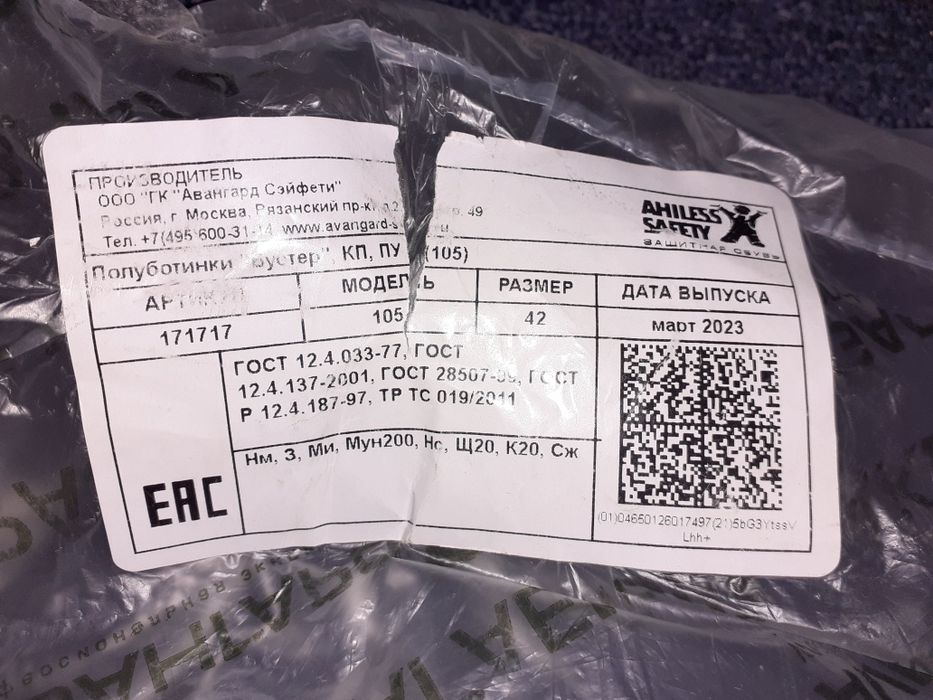 ПРОИЗВОДИТЕЛЬ
ООО "ГК "Авангард Сэйфети"
Россия, г. Москва, Рязанский 49
Тел.
AHILESS
SAFETY
ЗАЩИТНАЯ ОБУВЬ
Полуботинки КП, ПУ (105)
АРТИКУЛ
МОДЕЛЬ
РАЗМЕР
ДАТА ВЫПУСКА
171717
105
42
март 2023
ГОСТ 12.4.033-77, ГОСТ
12.4.137-2001, ГОСТ ГОСТ
Р 12.4.187-97, ТР ТС 019/2011
Нм, З, Ми, Мун200, Нс, Щ20, К20, Сж
EAC
(01)04650126017497(21)5bG3YtssV
Lhh+